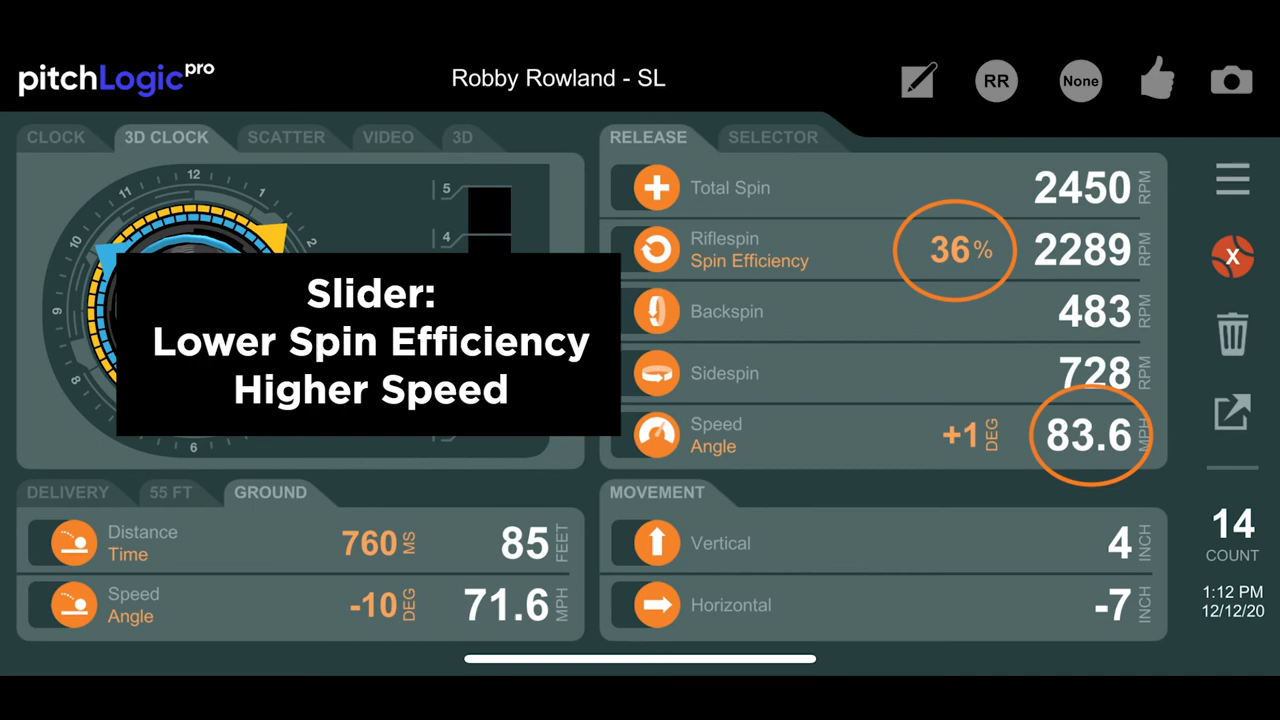 pitchLogic pro
Robby Rowland - SL
RR
None
CLOCK
3D CLOCK
SCATTER
VIDEO
3D
12
11
1
10
2
9
8
6
5
4
Slider:
Lower Spin Efficiency
Higher Speed
RELEASE
SELECTOR
Total Spin
2450 RPM
Riflespin
Spin Efficiency
36%
2289 RPM
Backspin
483 RPM
Sidespin
728 RPM
Speed
Angle
+1 DEG
83.6 MPH
DELIVERY
55 FT
GROUND
Distance
Time
760 MS
85 FEET
Speed
Angle
-10 DEG
71.6 MPH
MOVEMENT
Vertical
4 INCH
Horizontal
-7 INCH
X
14
COUNT
1:12 PM
12/12/20